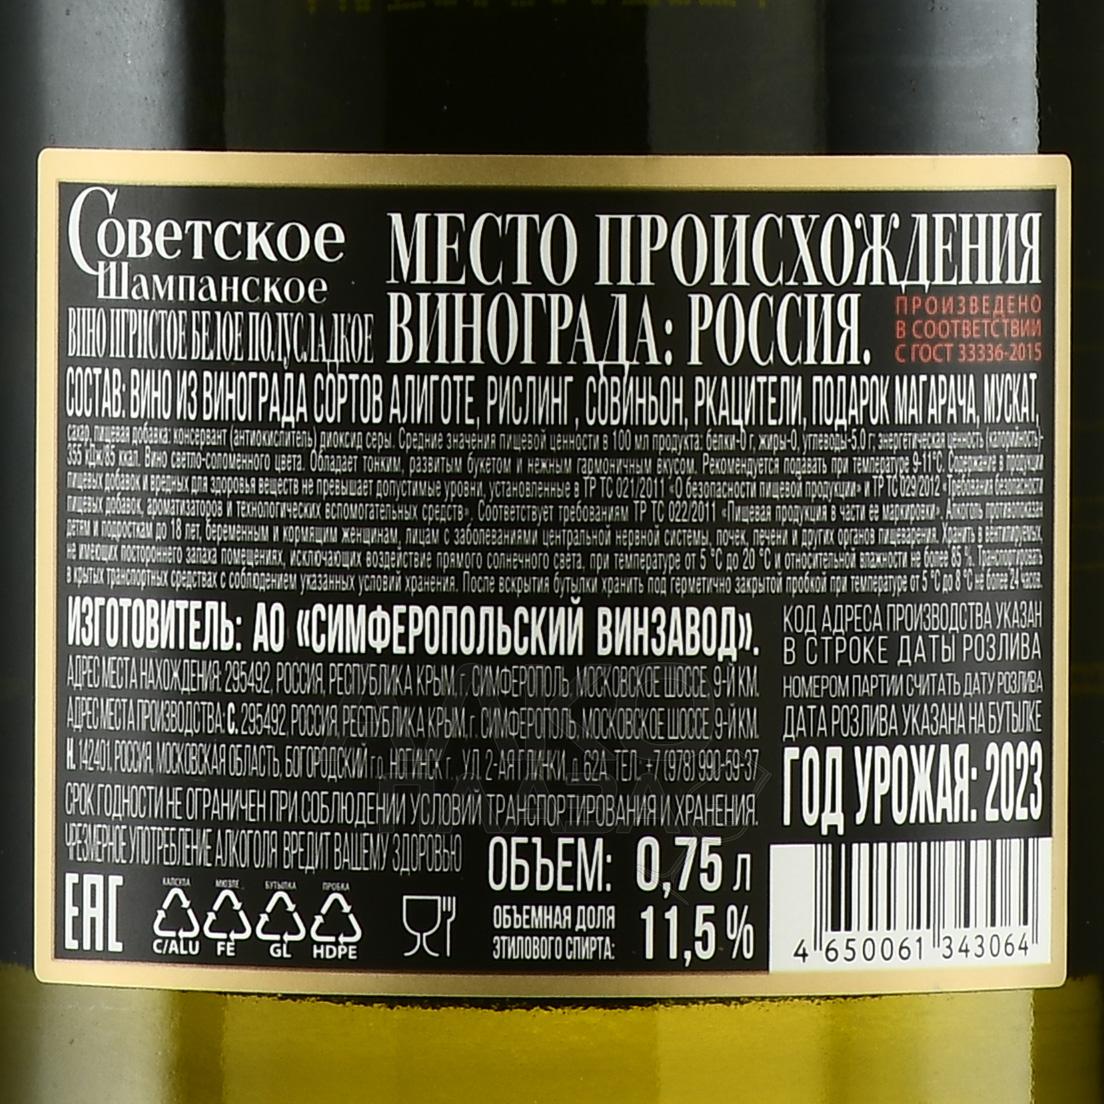 Советское
Шампанское
ВИНО ИГРИСТОЕ БЕЛОЕ ПОЛУСЛАДКОЕ
МЕСТО ПРОИСХОЖДЕНИЯ
ВИНОГРАДА: РОССИЯ.
ПРОИЗВЕДЕНО
В СООТВЕТСТВИИ
С ГОСТ 33336-2015
СОСТАВ: ВИНО ИЗ ВИНОГРАДА СОРТОВ АЛИГОТЕ, РИСЛИНГ, СОВИНЬОН, РКАЦИТЕЛИ, ПОДАРОК МАГАРАЧА, МУСКАТ,
сахар, пищевая добавка: консервант (антиокислитель) диоксид серы. Средние значения пищевой ценности в 100 мл продукта: белки-0 г, жиры-0, углеводы-5,0 г; энергетическая ценность (калорийность)-
355 кДж/85 ккал. Вино светло-соломенного цвета. Обладает тонким, развитым букетом и нежным гармоничным вкусом. Рекомендуется подавать при температуре 9-11°С. Содержание в продукции
пищевых добавок и вредных для здоровья веществ не превышает допустимые уровни, установленные в ТР ТС 021/2011 «О безопасности пищевой продукции» и ТР ТС 029/2012 «Требования безопасности
пищевых добавок, ароматизаторов и технологических вспомогательных средств». Соответствует требованиям ТР ТС 022/2011 «Пищевая продукция в части ее маркировки». Алкоголь противопоказан
детям и подросткам до 18 лет, беременным и кормящим женщинам, лицам с заболеваниями центральной нервной системы, почек, печени и других органов пищеварения. Хранить в вентилируемых,
не имеющих постороннего запаха помещениях, исключающих воздействие прямого солнечного света, при температуре от 5 °С до 20 °С и относительной влажности не более 85 %. Транспортировать
в крытых транспортных средствах с соблюдением указанных условий хранения. После вскрытия бутылки хранить под герметично закрытой пробкой при температуре от 5 °С до 8 °С не более 24 часов.
ИЗГОТОВИТЕЛЬ: АО «СИМФЕРОПОЛЬСКИЙ ВИНЗАВОД».
АДРЕС МЕСТА НАХОЖДЕНИЯ: 295492, РОССИЯ, РЕСПУБЛИКА КРЫМ, г. СИМФЕРОПОЛЬ, МОСКОВСКОЕ ШОССЕ, 9-Й КМ.
АДРЕС МЕСТА ПРОИЗВОДСТВА: С. 295492 РОССИЯ, РЕСПУБЛИКА КРЫМ, г. СИМФЕРОПОЛЬ, МОСКОВСКОЕ ШОССЕ, 9-Й КМ.
Н. 142401, РОССИЯ, МОСКОВСКАЯ ОБЛАСТЬ, БОГОРОДСКИЙ г.о., НОГИНСК г., УЛ. 2-АЯ ГЛИНКИ, д. 62А, ТЕЛ.: +7 (978) 990-59-37
СРОК ГОДНОСТИ НЕ ОГРАНИЧЕН ПРИ СОБЛЮДЕНИИ УСЛОВИЙ ТРАНСПОРТИРОВАНИЯ И ХРАНЕНИЯ.
ЧРЕЗМЕРНОЕ УПОТРЕБЛЕНИЕ АЛКОГОЛЯ ВРЕДИТ ВАШЕМУ ЗДОРОВЬЮ
КОД АДРЕСА ПРОИЗВОДСТВА УКАЗАН
В СТРОКЕ ДАТЫ РОЗЛИВА
НОМЕРОМ ПАРТИИ СЧИТАТЬ ДАТУ РОЗЛИВА
ДАТА РОЗЛИВА УКАЗАНА НА БУТЫЛКЕ
ГОД УРОЖАЯ: 2023
EAC
КАПСУЛА МЮЗЛЕ БУТЫЛКА ПРОБКА
C/ALU FE GL HDPE
ОБЪЕМ: 0,75 л
ОБЪЕМНАЯ ДОЛЯ
ЭТИЛОВОГО СПИРТА: 11,5 %
4 650061 343064